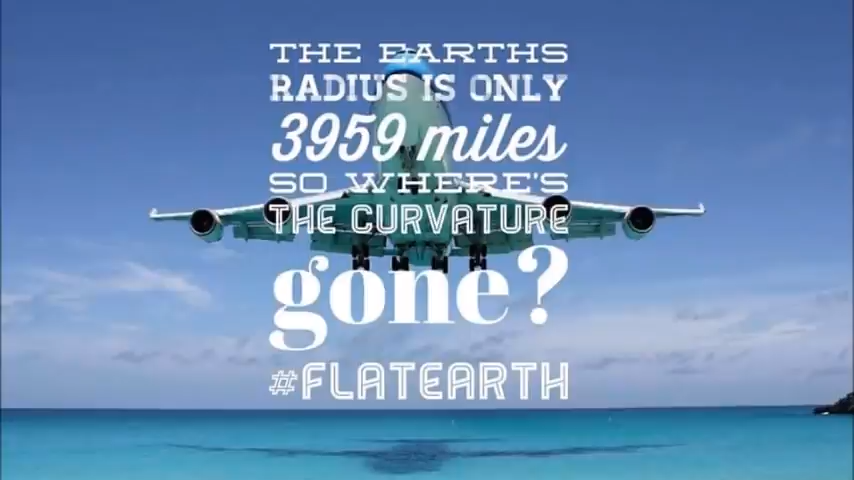 THE EARTHS
RADIUS IS ONLY
3959 miles
SO WHERE'S
THE CURVATURE
gone?
#FLATEARTH